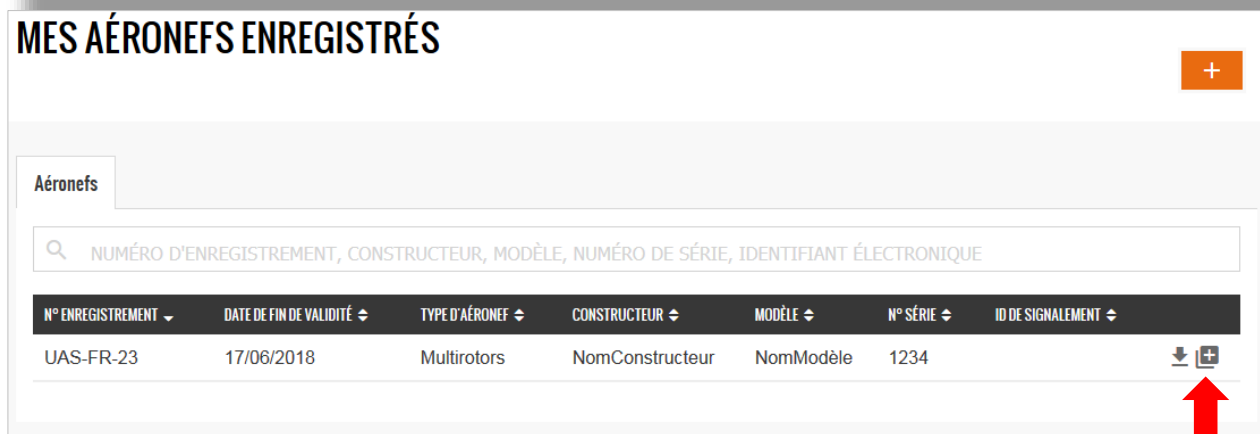 MES AÉRONEFS ENREGISTRÉS
+
Aéronefs
NUMÉRO D'ENREGISTREMENT, CONSTRUCTEUR, MODÈLE, NUMÉRO DE SÉRIE, IDENTIFIANT ÉLECTRONIQUE
N° ENREGISTREMENT DATE DE FIN DE VALIDITÉ TYPE D'AÉRONEF CONSTRUCTEUR MODÈLE N° SÉRIE ID DE SIGNALEMENT
UAS-FR-23 17/06/2018 Multirotors NomConstructeur NomModèle 1234